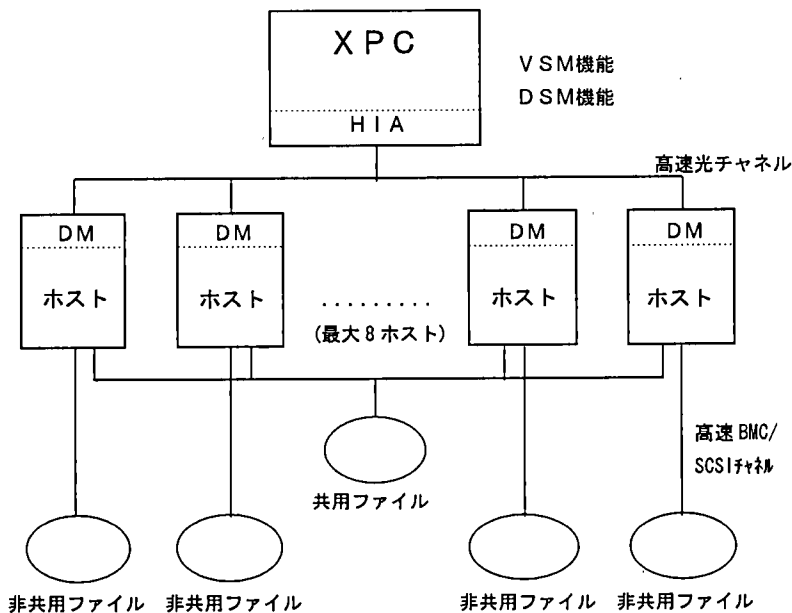 XPC
VSM機能
DSM機能
HIA
高速光チャネル
DM DM DM DM
ホスト ホスト ......... ホスト ホスト
(最大8ホスト)
高速BMC/
SCSIチャネル
共用ファイル
非共用ファイル 非共用ファイル 非共用ファイル 非共用ファイル